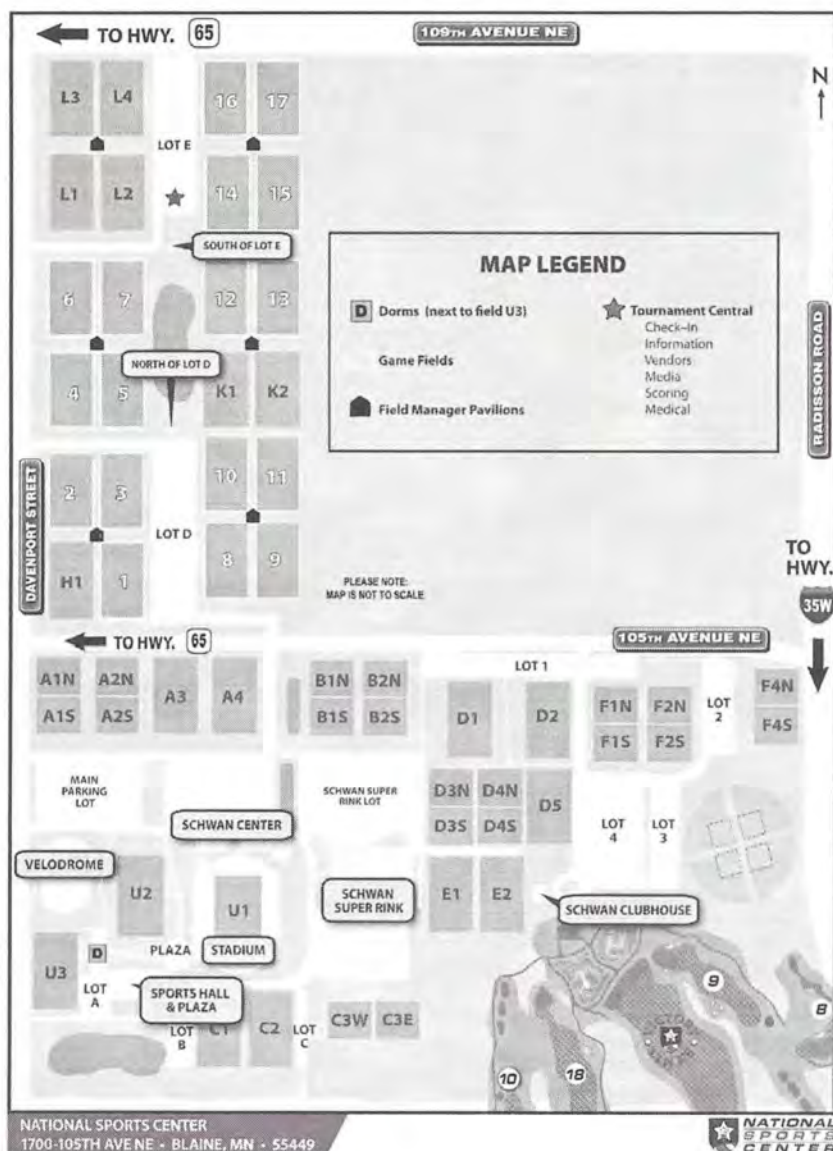 TO HWY. 65
109TH AVENUE NE
N
L3 L4
16 17
LOT E
L1 L2
14 15
SOUTH OF LOT E
6 7
12 13
NORTH OF LOT D
4 5
K1 K2
MAP LEGEND
D Dorms (next to field U3)
Game Fields
Field Manager Pavilions
Tournament Central
Check-In
Information
Vendors
Media
Scoring
Medical
RADISSON ROAD
DAVENPORT STREET
2 3
10 11
LOT D
H1 1
8 9
PLEASE NOTE:
MAP IS NOT TO SCALE
TO
HWY.
35W
TO HWY. 65
105TH AVENUE NE
LOT 1
A1N A2N A3 A4
A1S A2S
B1N B2N
B1S B2S
D1 D2
F1N F2N
F1S F2S
LOT
2
F4N
F4S
MAIN
PARKING
LOT
SCHWAN SUPER
RINK LOT
D3N D4N D5
D3S D4S
LOT
4
LOT
3
SCHWAN CENTER
VELODROME
U2
U1
SCHWAN
SUPER RINK
E1 E2
SCHWAN CLUBHOUSE
U3
D
PLAZA
STADIUM
LOT
A
SPORTS HALL
& PLAZA
LOT
B
C1 C2
LOT
C
C3W C3E
9
8
10
18
NATIONAL SPORTS CENTER
1700-105TH AVE NE • BLAINE, MN • 55449
NATIONAL
SPORTS
CENTER